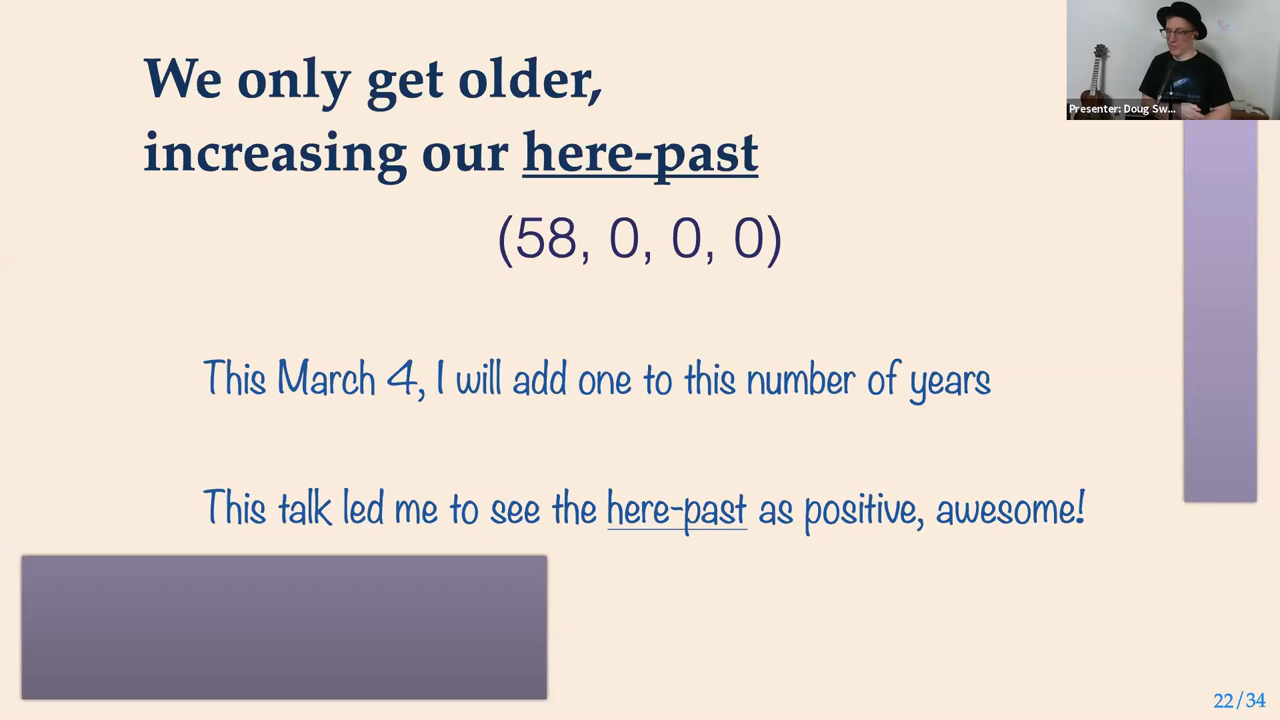 We only get older,
increasing our here-past
(58, 0, 0, 0)
This March 4, I will add one to this number of years
This talk led me to see the here-past as positive, awesome!
Presenter: Doug Sw...
22/34